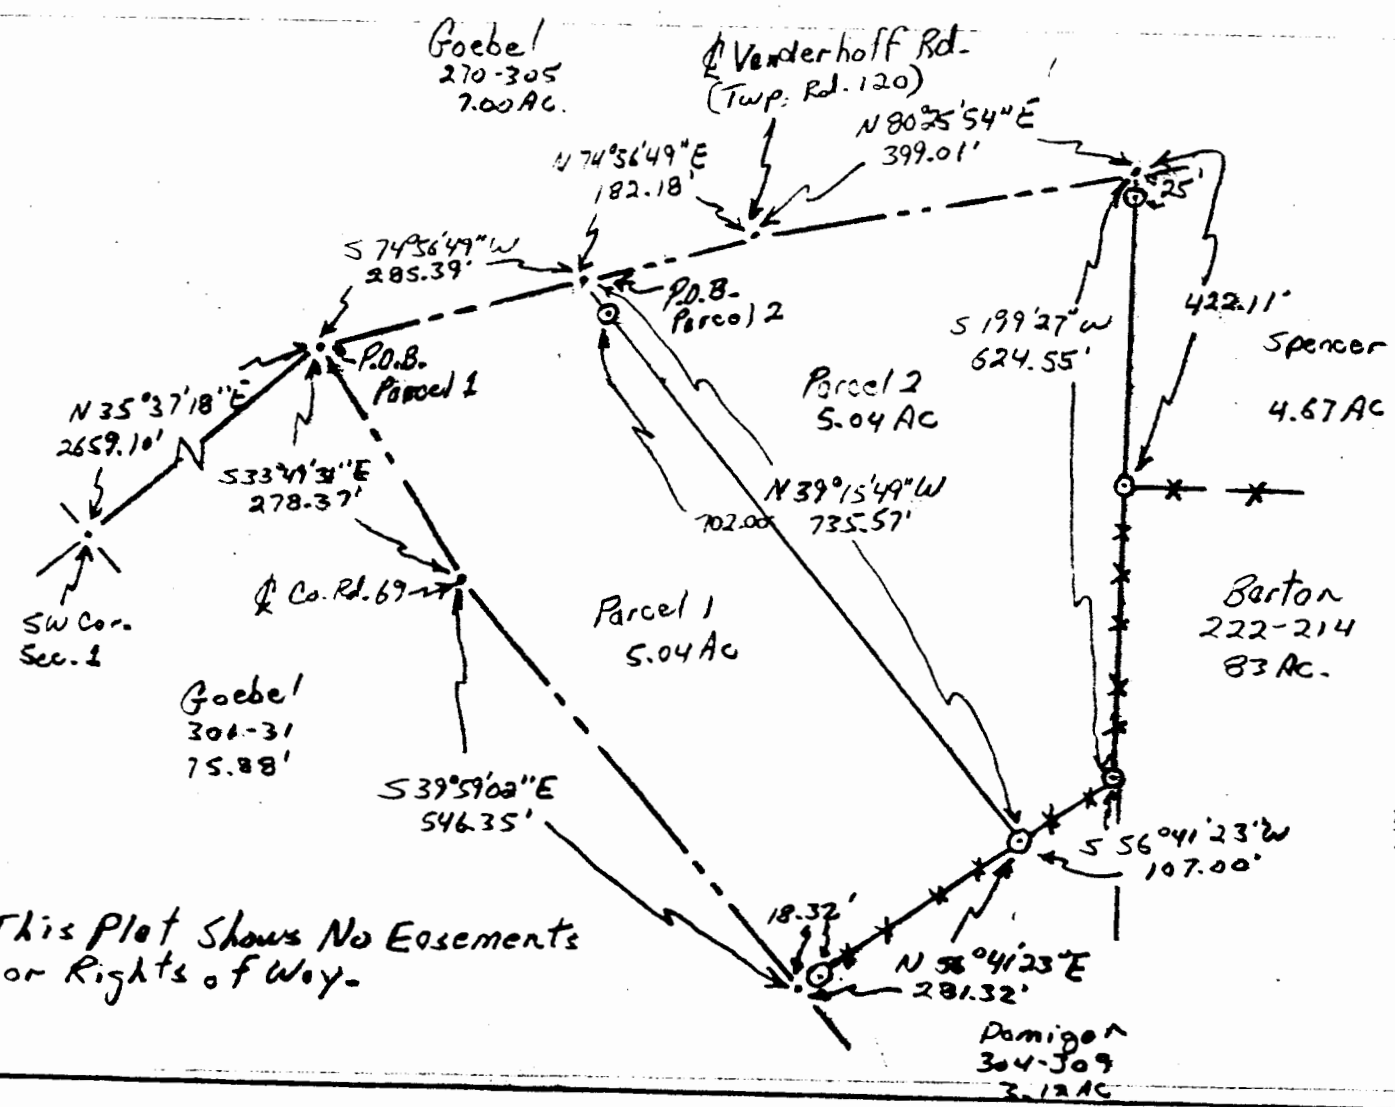 Goebel
270-305
7.00 AC.
℄ Vanderhoff Rd.
(Twp. Rd. 120)
N 80°25'54" E
399.01'
N 74°56'49" E
182.18'
25'
S 74°56'49" W
285.39'
P.O.B.
Parcel 2
422.11'
S 1°99'27" W
624.55'
Spencer
4.67 AC
P.O.B.
Parcel 1
Parcel 2
5.04 AC
N 35°37'18" E
2659.10'
S 33°49'31" E
278.37'
N 39°15'49" W
735.57'
702.00
℄ Co. Rd. 69
SW Cor.
Sec. 1
Parcel 1
5.04 AC
Barton
222-214
83 AC.
Goebel
301-31
75.88'
S 39°59'02" E
546.35'
S 56°41'23" W
107.00'
18.32'
This Plat Shows No Easements
or Rights of Way.
N 56°41'23" E
281.32'
304-309
3.12 AC